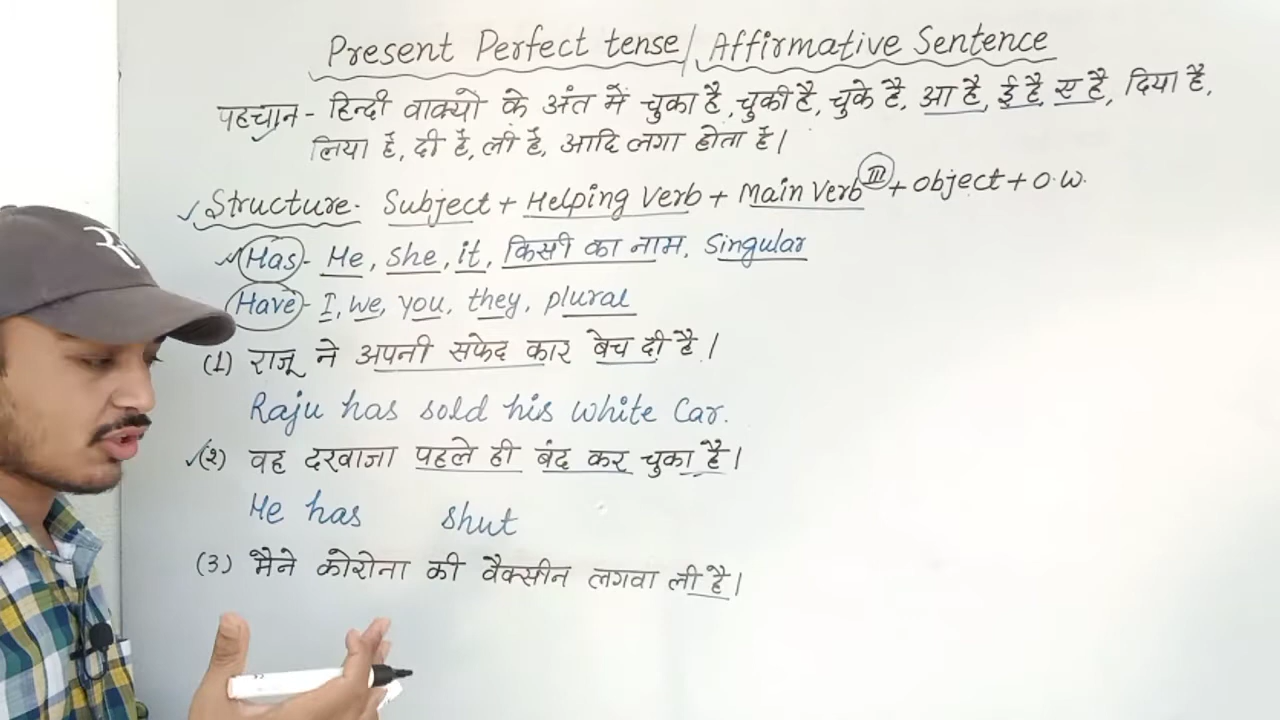 Present Perfect tense/Affirmative Sentence
पहचान - हिन्दी वाक्यो के अंत में चुका है, चुकी है, चुके है, आ है, ई है, ए है, दिया है,
लिया है, दी है, ली है, आदि लगा होता है।
Structure- Subject + Helping Verb + Main Verb III + Object + O.W.
Has - He, She, it, किसी का नाम, Singular
Have - I, we, you, they, plural
(1) राजू ने अपनी सफेद कार बेच दी है।
Raju has sold his white Car.
(२) वह दरवाजा पहले ही बंद कर चुका है।
He has shut
(3) मैने कोरोना की वैक्सीन लगवा ली है।